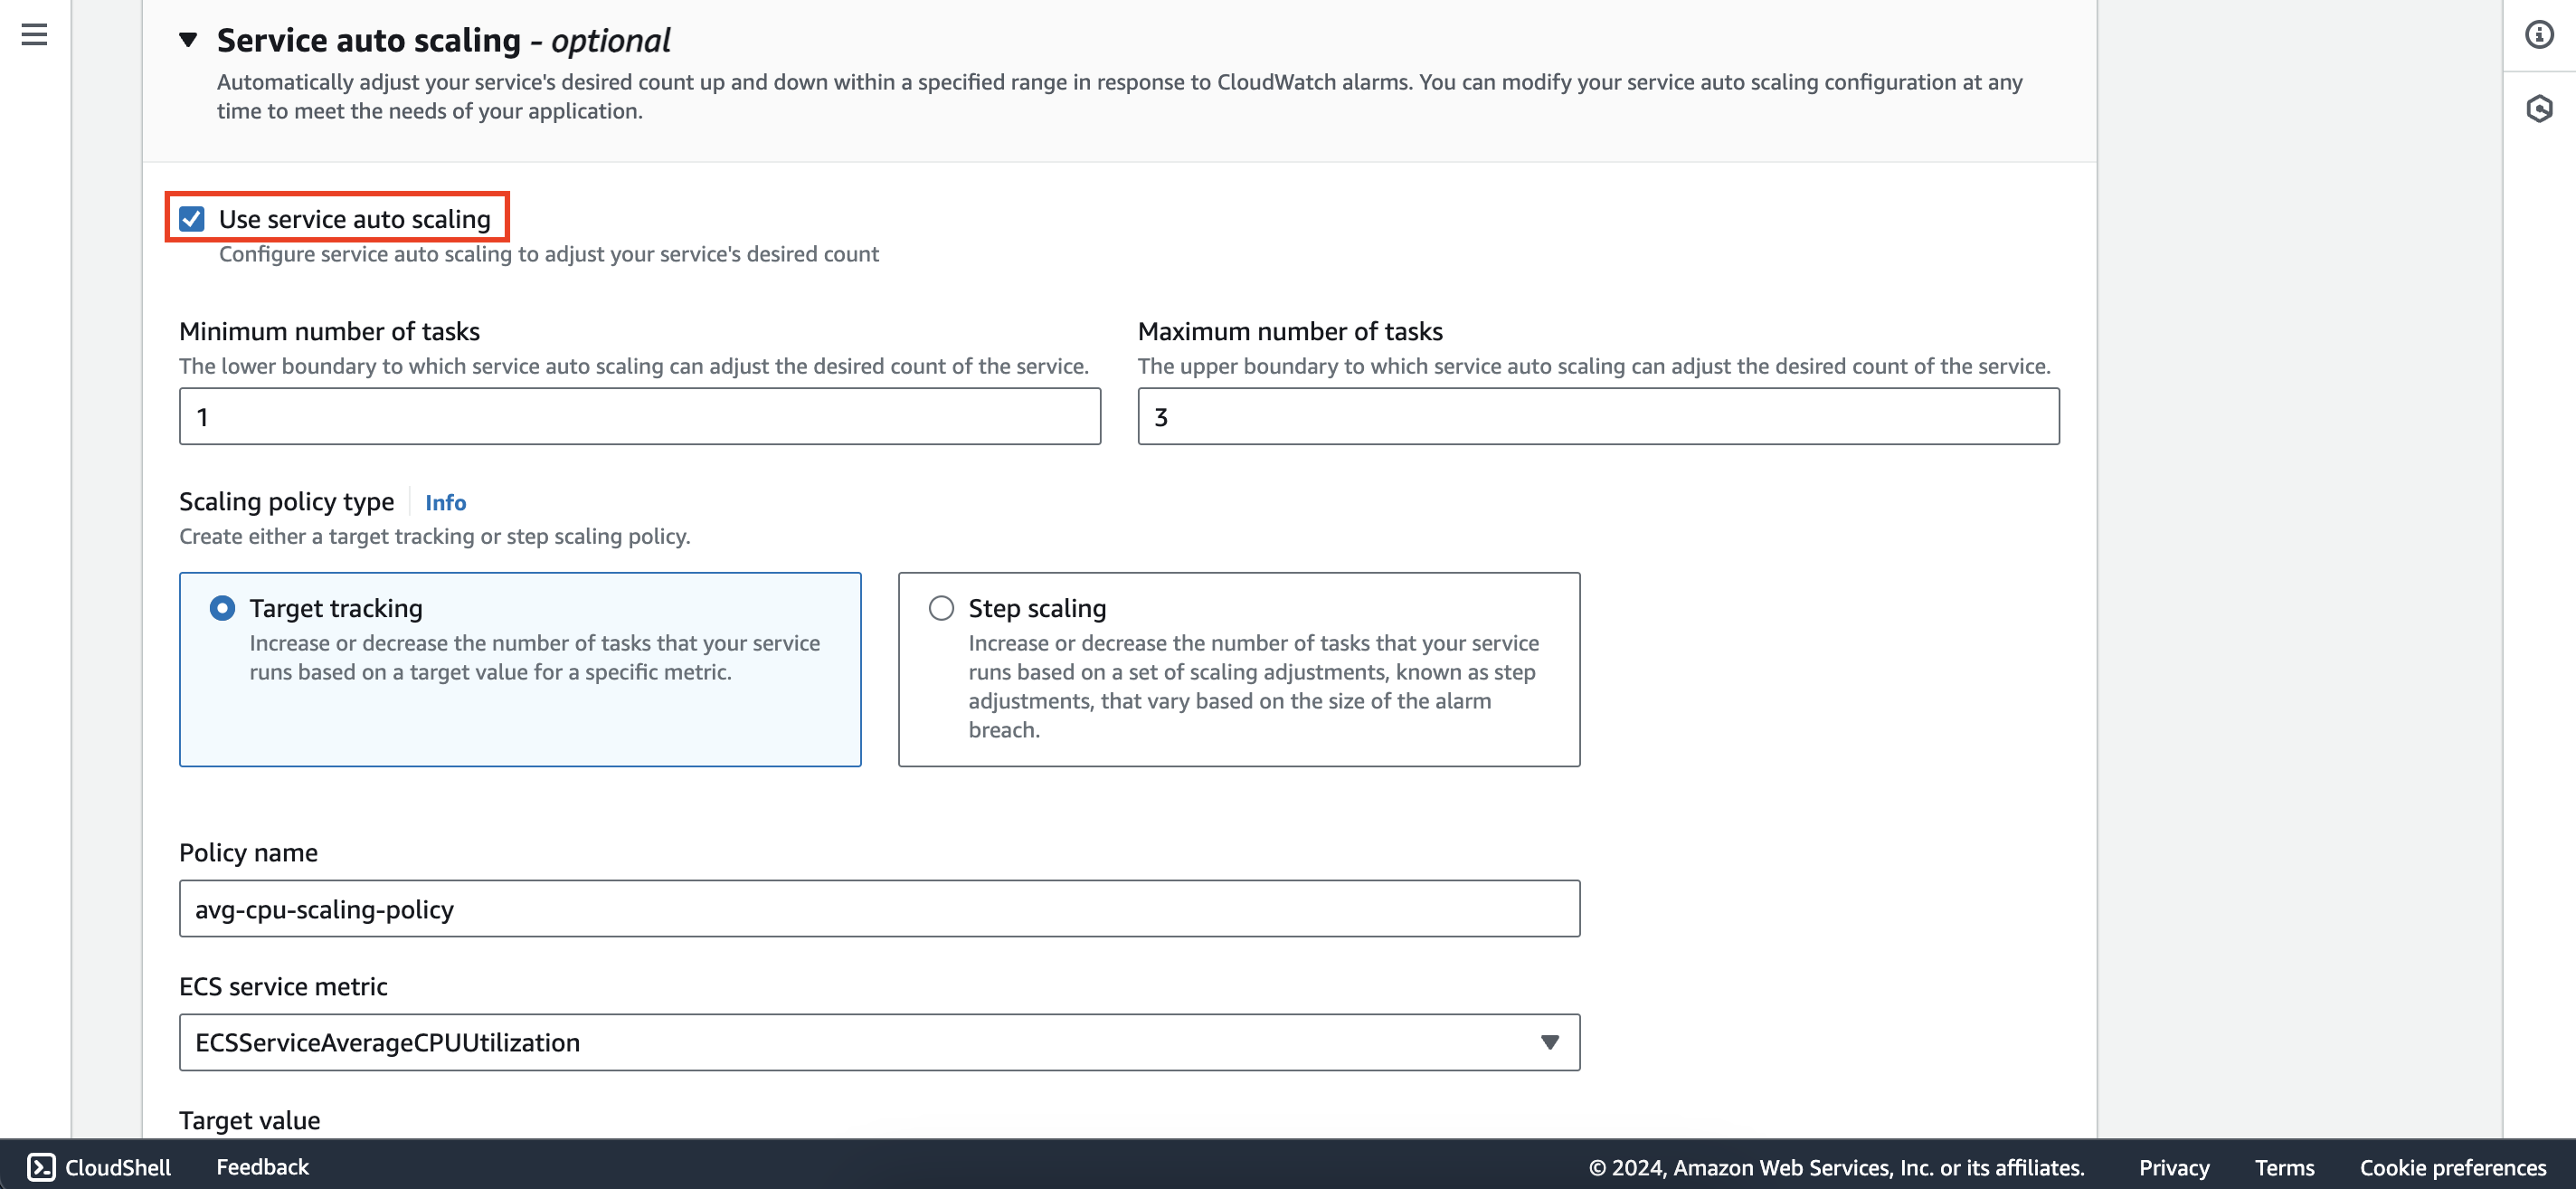 Service auto scaling - optional
Automatically adjust your service's desired count up and down within a specified range in response to CloudWatch alarms. You can modify your service auto scaling configuration at any
time to meet the needs of your application.
Use service auto scaling
Configure service auto scaling to adjust your service's desired count
Minimum number of tasks
The lower boundary to which service auto scaling can adjust the desired count of the service.
1
Maximum number of tasks
The upper boundary to which service auto scaling can adjust the desired count of the service.
3
Scaling policy type
Info
Create either a target tracking or step scaling policy.
Target tracking
Increase or decrease the number of tasks that your service
runs based on a target value for a specific metric.
Step scaling
Increase or decrease the number of tasks that your service
runs based on a set of scaling adjustments, known as step
adjustments, that vary based on the size of the alarm
breach.
Policy name
avg-cpu-scaling-policy
ECS service metric
ECSServiceAverageCPUUtilization
Target value
CloudShell
Feedback
© 2024, Amazon Web Services, Inc. or its affiliates.
Privacy
Terms
Cookie preferences